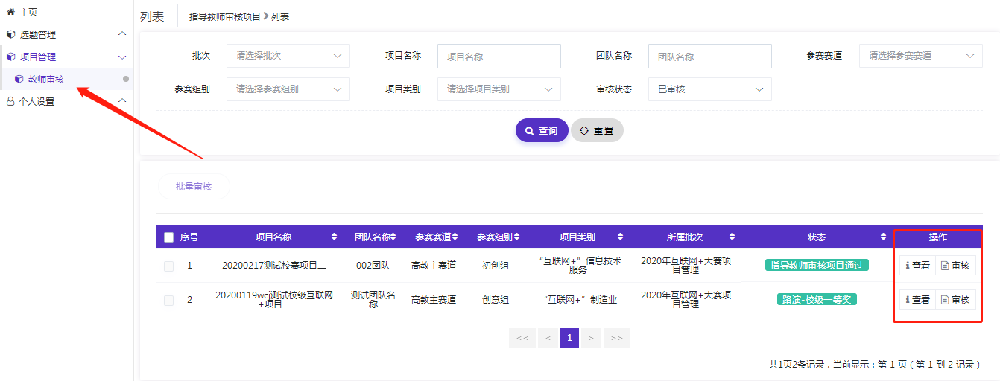 主页
选题管理
项目管理
教师审核
个人设置
列表 指导教师审核项目 列表
批次 请选择批次 项目名称 项目名称 团队名称 团队名称 参赛赛道 请选择参赛赛道
参赛组别 请选择参赛组别 项目类别 请选择项目类别 审核状态 已审核
查询 重置
批量审核
序号 项目名称 团队名称 参赛赛道 参赛组别 项目类别 所属批次 状态 操作
1 20200217测试校赛项目二 002团队 高教主赛道 初创组 “互联网+”信息技术服务 2020年互联网+大赛项目管理 指导教师审核项目通过 查看 审核
2 20200119wcj测试校级互联网+项目一 测试团队名称 高教主赛道 创意组 “互联网+”制造业 2020年互联网+大赛项目管理 路演-校级一等奖 查看 审核
<< < 1 > >>
共1页2条记录，当前显示：第 1 页（第 1 到 2 记录）